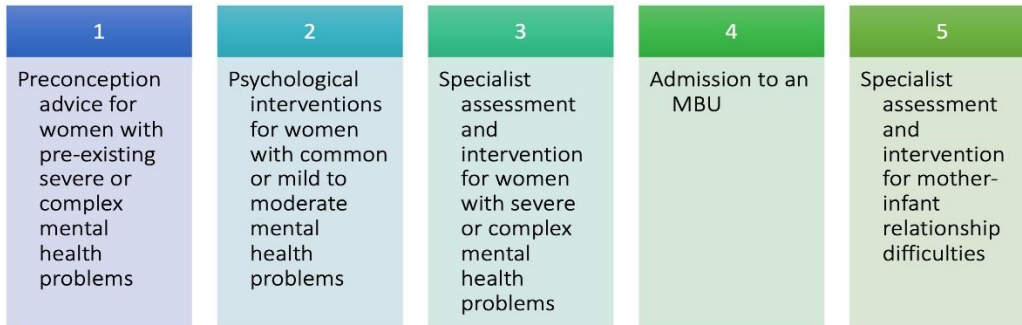 1
Preconception
advice for
women with
pre-existing
severe or
complex
mental
health
problems
2
Psychological
interventions
for women
with common
or mild to
moderate
mental
health
problems
3
Specialist
assessment
and
intervention
for women
with severe
or complex
mental
health
problems
4
Admission to an
MBU
5
Specialist
assessment
and
intervention
for mother-
infant
relationship
difficulties